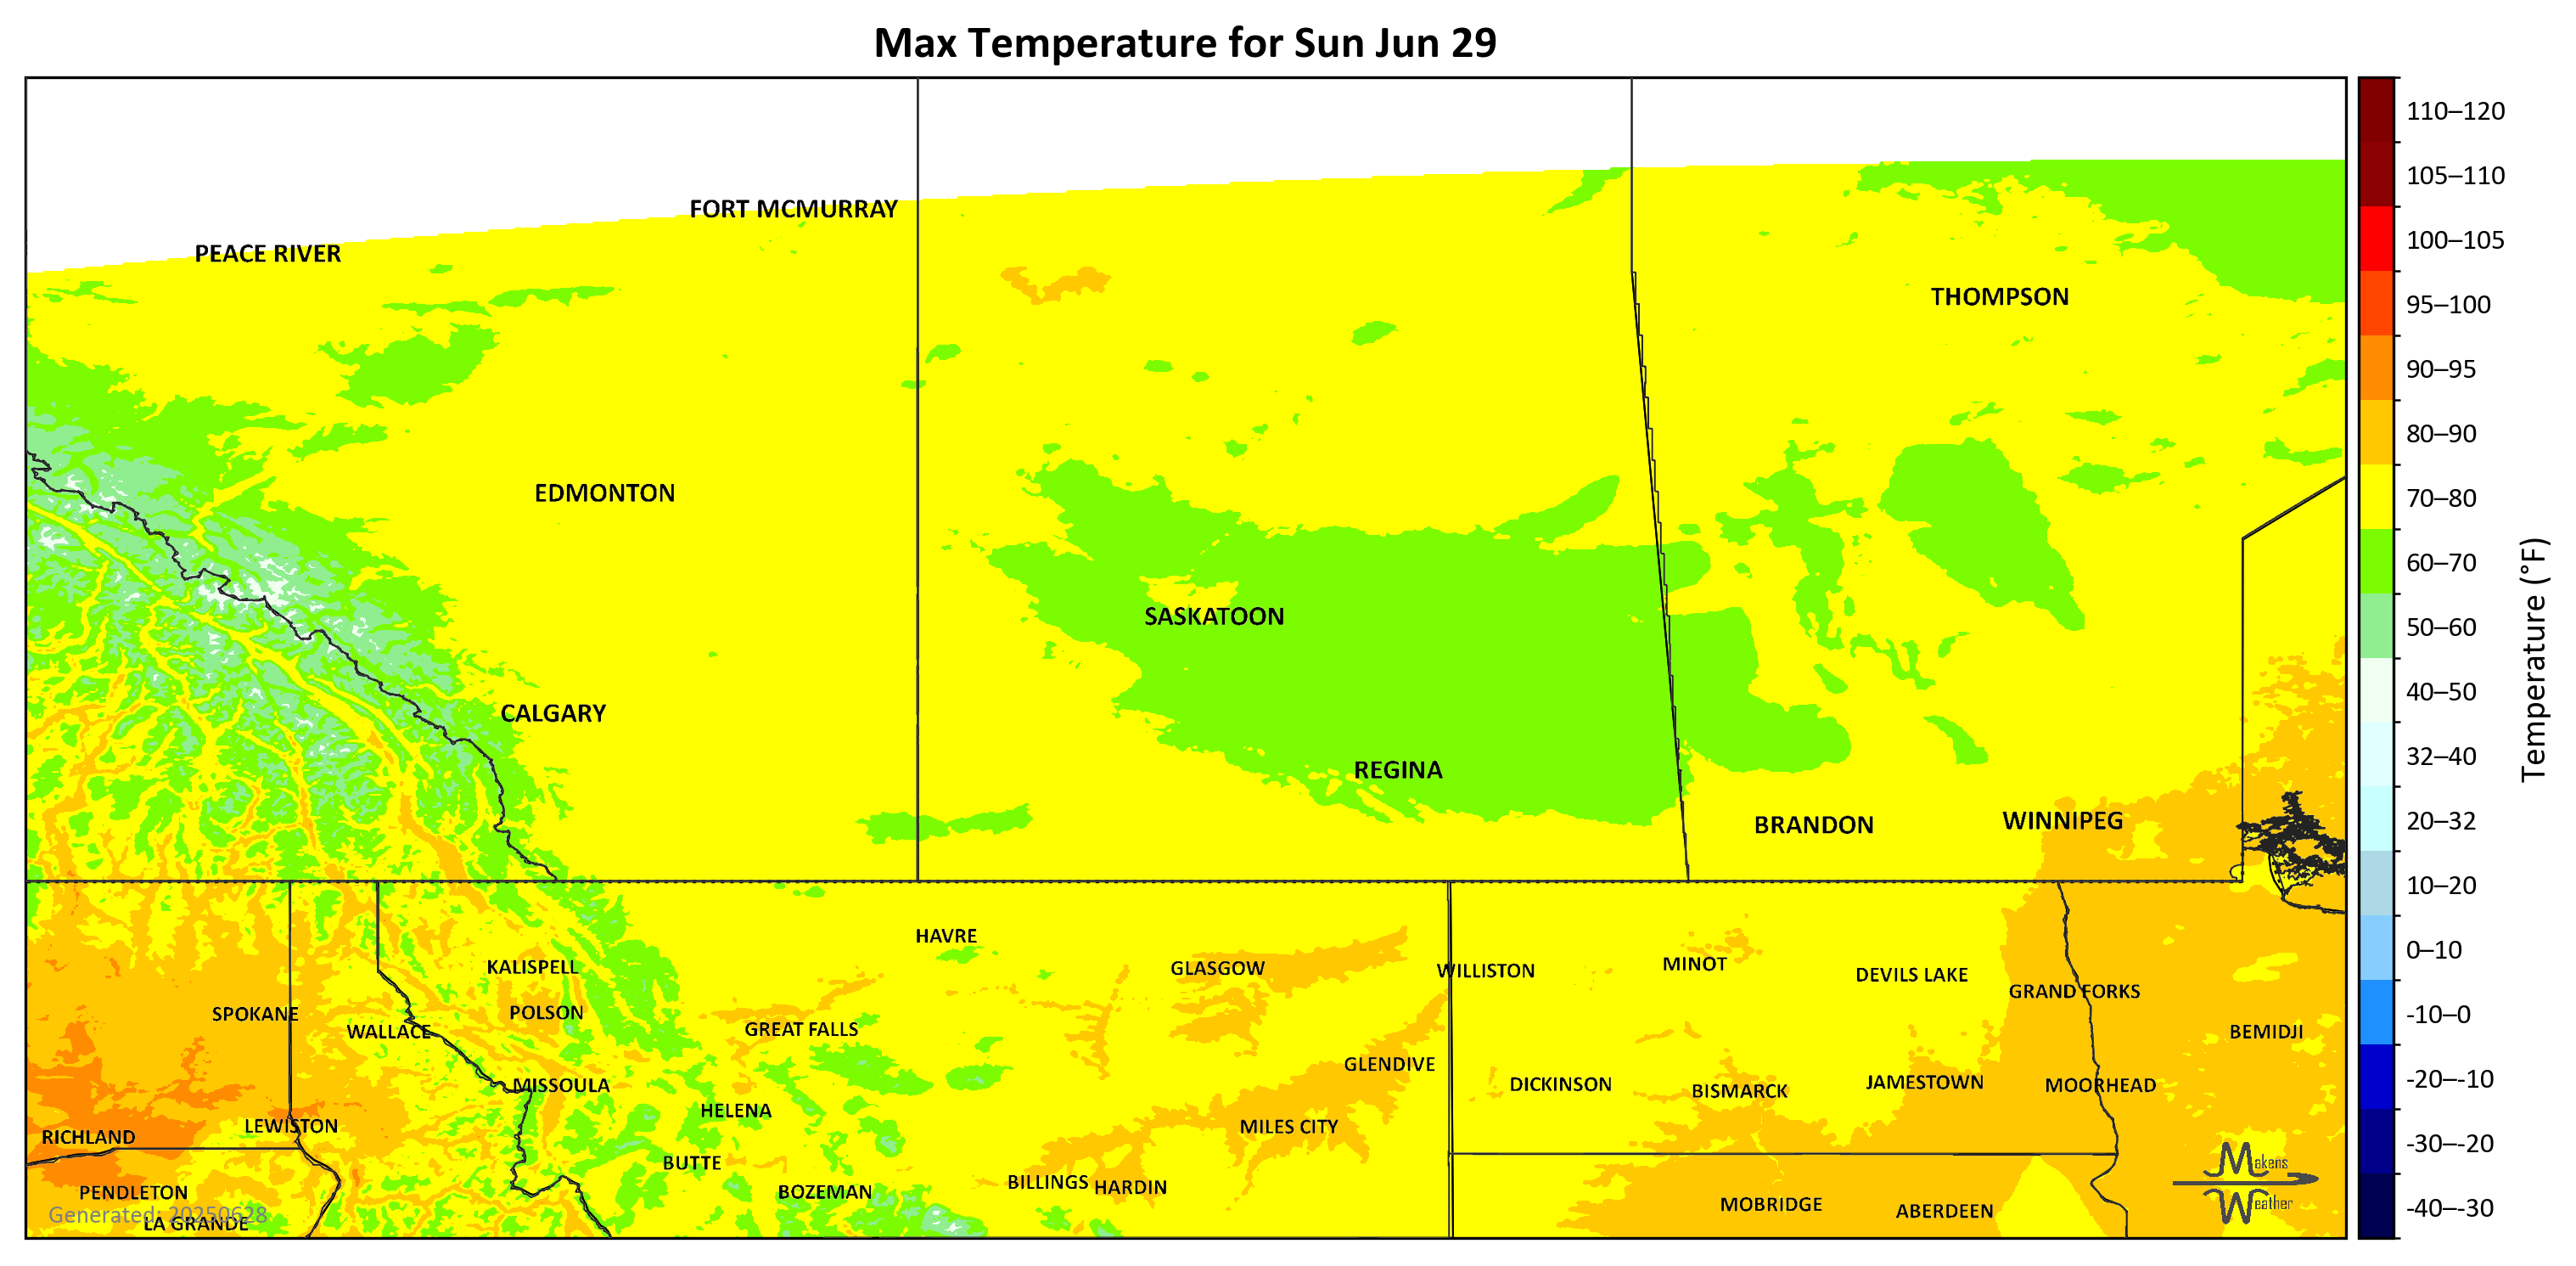 Max Temperature for Sun Jun 29
FORT MCMURRAY
PEACE RIVER
THOMPSON
EDMONTON
SASKATOON
CALGARY
REGINA
BRANDON
WINNIPEG
HAVRE
KALISPELL
GLASGOW
WILLISTON
MINOT
DEVILS LAKE
GRAND FORKS
SPOKANE
POLSON
WALLACE
GREAT FALLS
BEMIDJI
GLENDIVE
MISSOULA
DICKINSON
BISMARCK
JAMESTOWN
MOORHEAD
HELENA
LEWISTON
MILES CITY
RICHLAND
BUTTE
BILLINGS
HARDIN
PENDLETON
BOZEMAN
MOBRIDGE
ABERDEEN
Generated: 20250628
LA GRANDE
Makens
Weather
110–120
105–110
100–105
95–100
90–95
80–90
70–80
60–70
50–60
40–50
32–40
20–32
10–20
0–10
-10–0
-20–-10
-30–-20
-40–-30
Temperature (°F)